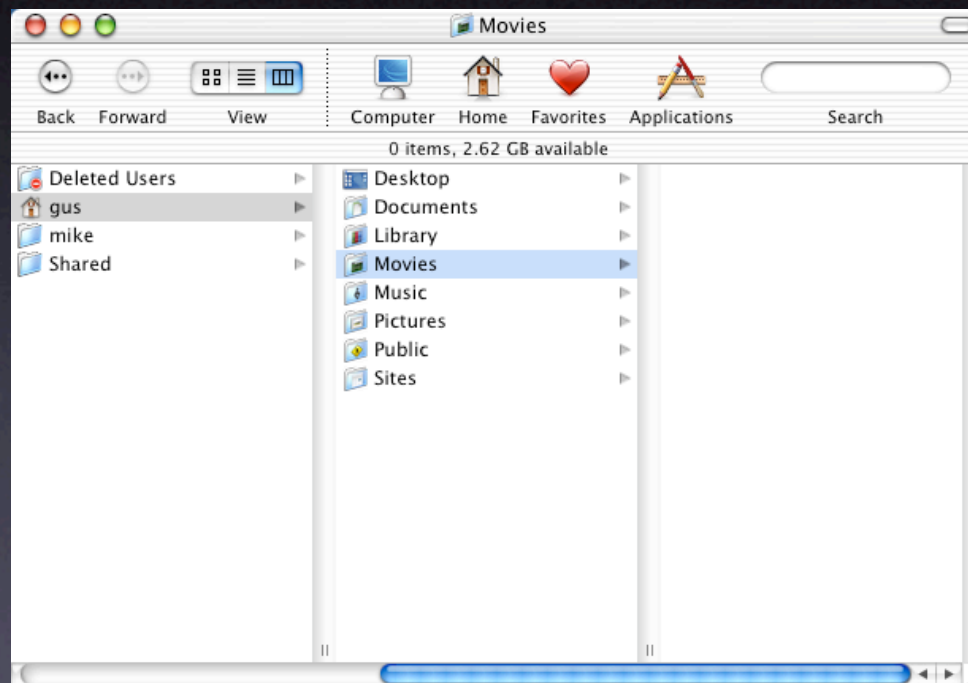 Movies
Back Forward View Computer Home Favorites Applications Search
0 items, 2.62 GB available
Deleted Users
gus
mike
Shared
Desktop
Documents
Library
Movies
Music
Pictures
Public
Sites